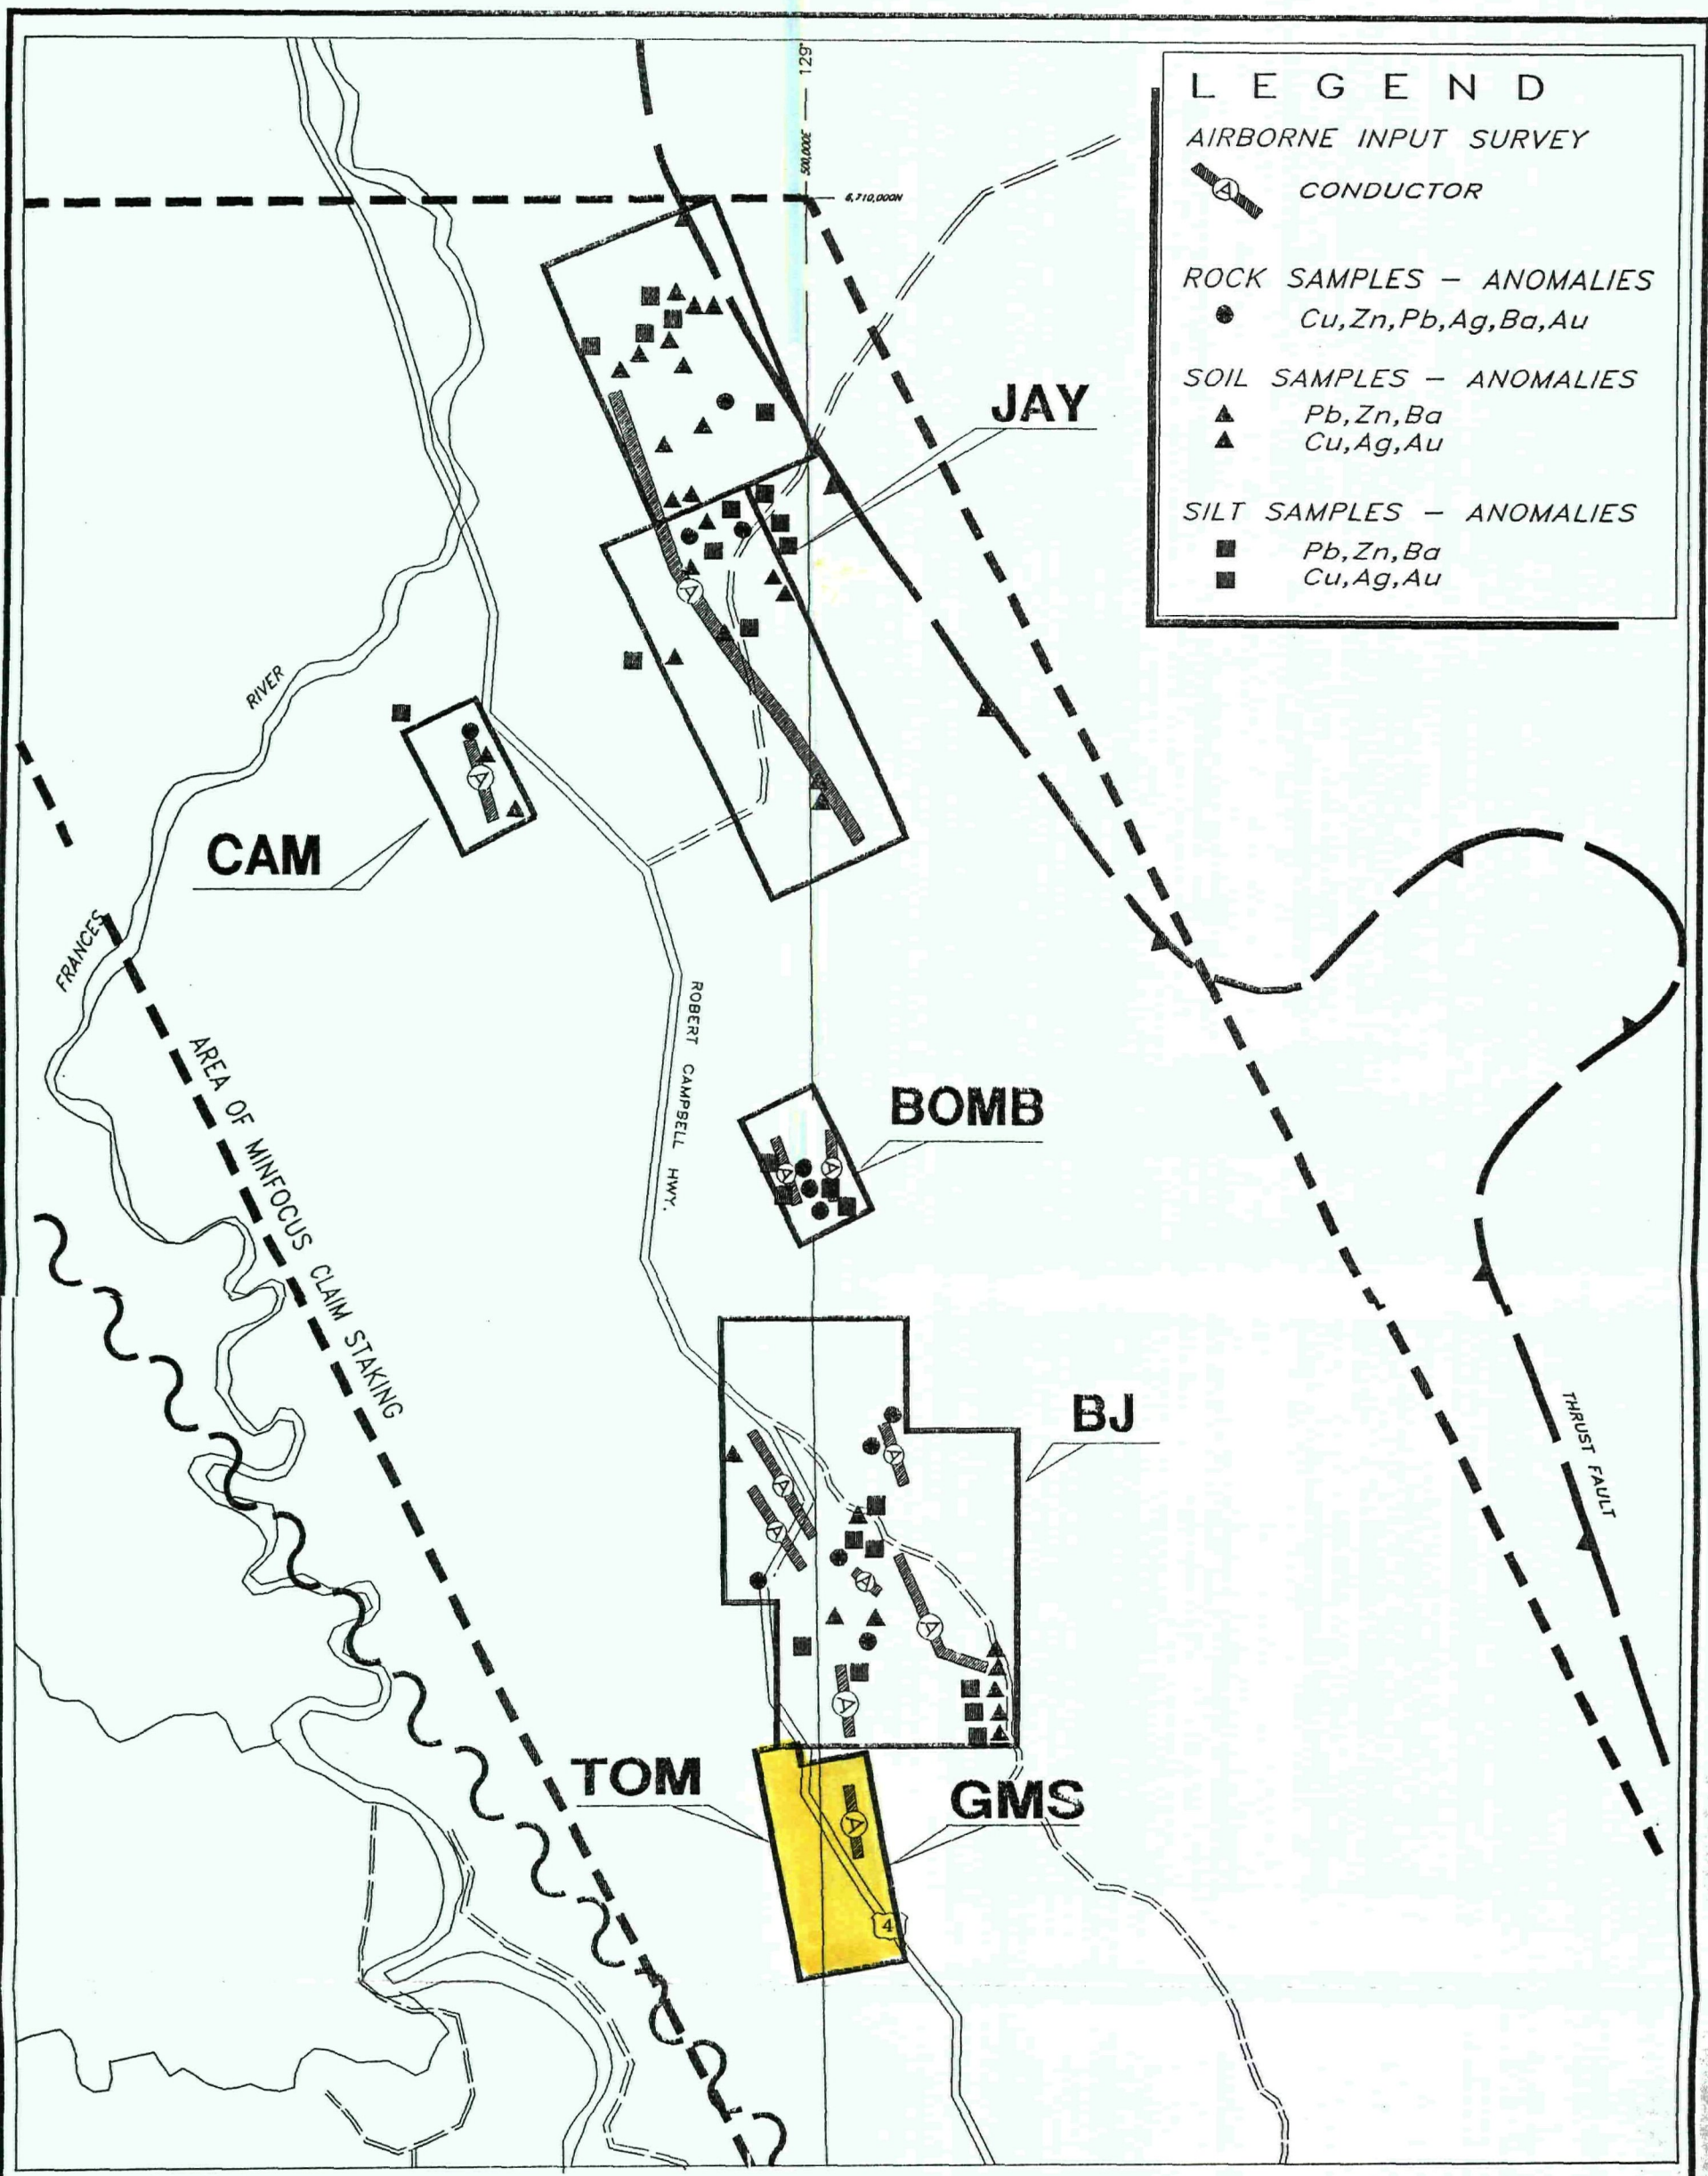 129°
500,000E
6,710,000N
LEGEND
AIRBORNE INPUT SURVEY
A CONDUCTOR
ROCK SAMPLES – ANOMALIES
Cu,Zn,Pb,Ag,Ba,Au
SOIL SAMPLES – ANOMALIES
Pb,Zn,Ba
Cu,Ag,Au
SILT SAMPLES – ANOMALIES
Pb,Zn,Ba
Cu,Ag,Au
JAY
A
RIVER
A
CAM
FRANCES
ROBERT CAMPBELL HWY.
AREA OF MINFOCUS CLAIM STAKING
BOMB
A
A
BJ
A
A
A
A
A
A
THRUST FAULT
TOM
GMS
A
4